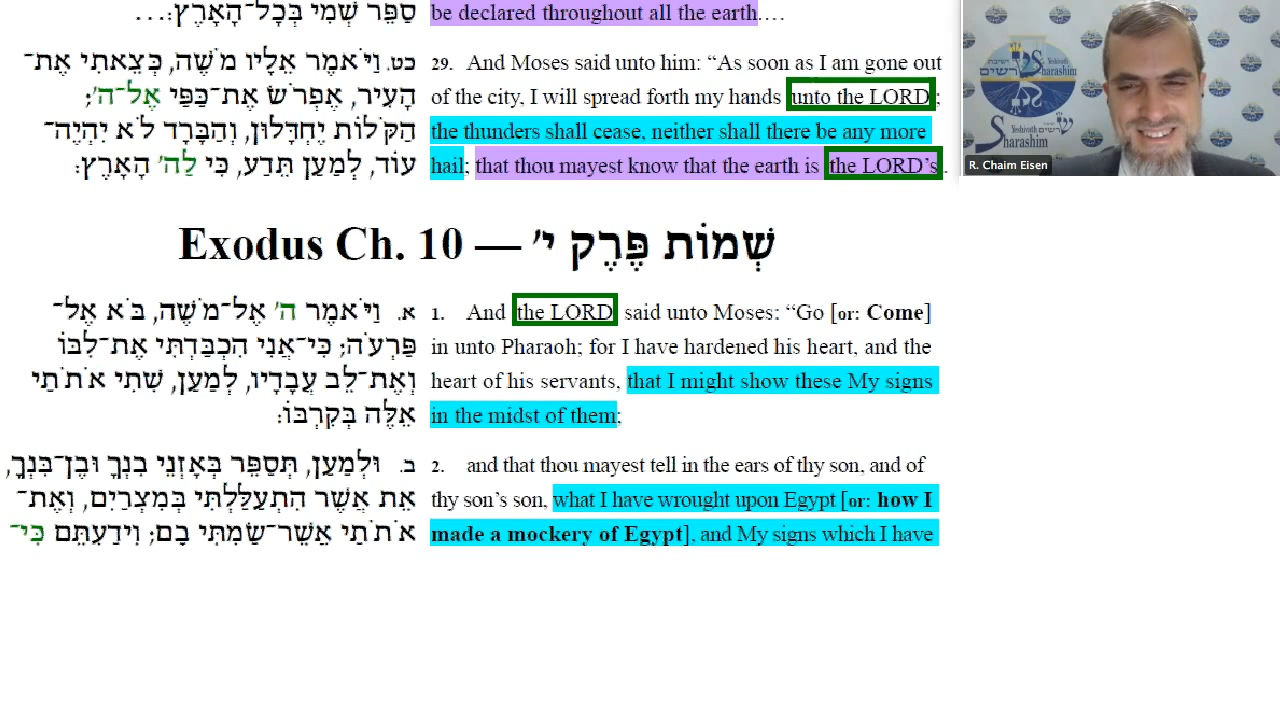 סַפֵּר שְׁמִי בְּכָל־הָאָרֶץ:…
be declared throughout all the earth….
כט. וַיֹּאמֶר אֵלָיו מֹשֶׁה, כְּצֵאתִי אֶת־
הָעִיר, אֶפְרֹשׂ אֶת־כַּפַּי אֶל־ה׳;
הַקֹּלוֹת יֶחְדָּלוּן, וְהַבָּרָד לֹא יִהְיֶה־
עוֹד, לְמַעַן תֵּדַע, כִּי לַה׳ הָאָרֶץ:
29. And Moses said unto him: “As soon as I am gone out
of the city, I will spread forth my hands unto the LORD;
the thunders shall cease, neither shall there be any more
hail; that thou mayest know that the earth is the LORD’s.
Exodus Ch. 10 — שְׁמוֹת פֶּרֶק י׳
א. וַיֹּאמֶר ה׳ אֶל־מֹשֶׁה, בֹּא אֶל־
פַּרְעֹה; כִּי־אֲנִי הִכְבַּדְתִּי אֶת־לִבּוֹ
וְאֶת־לֵב עֲבָדָיו, לְמַעַן, שִׁתִי אֹתֹתַי
אֵלֶּה בְּקִרְבּוֹ:
1. And the LORD said unto Moses: “Go [or: Come]
in unto Pharaoh; for I have hardened his heart, and the
heart of his servants, that I might show these My signs
in the midst of them;
ב. וּלְמַעַן, תְּסַפֵּר בְּאָזְנֵי בִנְךָ וּבֶן־בִּנְךָ,
אֵת אֲשֶׁר הִתְעַלַּלְתִּי בְּמִצְרַיִם, וְאֶת־
אֹתֹתַי אֲשֶׁר־שַׂמְתִּי בָם; וִידַעְתֶּם כִּי־
2. and that thou mayest tell in the ears of thy son, and of
thy son’s son, what I have wrought upon Egypt [or: how I
made a mockery of Egypt], and My signs which I have
Yeshivath
Sharashim
ישיבת
שרשים
Yeshivath
Sharashim
R. Chaim Eisen